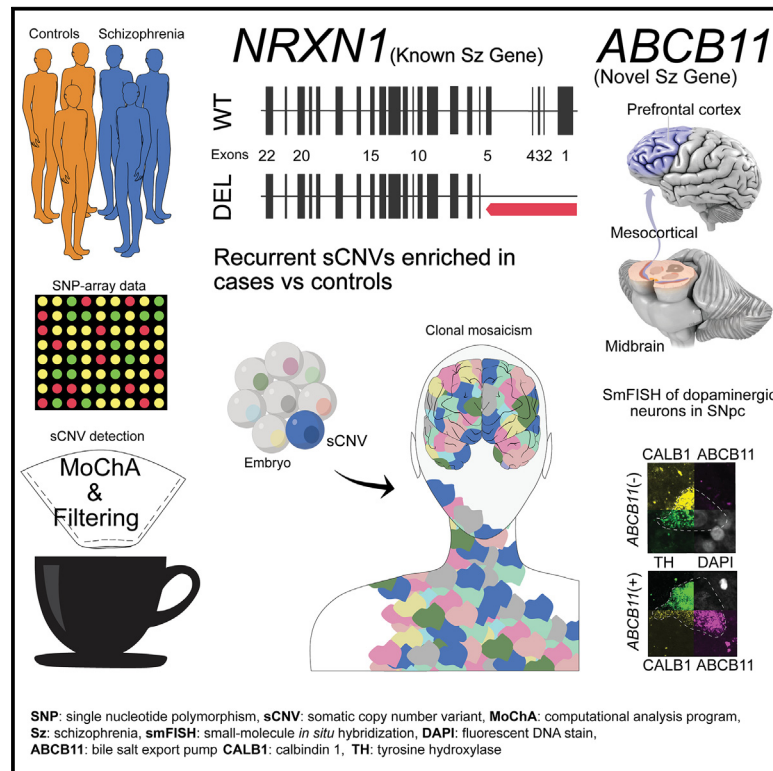 Controls Schizophrenia
SNP-array data
sCNV detection
MoChA
&
Filtering
NRXN1 (Known Sz Gene)
WT
Exons 22 20 15 10 5 432 1
DEL
Recurrent sCNVs enriched in
cases vs controls
Clonal mosaicism
sCNV
Embryo
ABCB11
(Novel Sz Gene)
Prefrontal cortex
Mesocortical
Midbrain
SmFISH of dopaminergic
neurons in SNpc
CALB1 ABCB11
ABCB11(-)
TH DAPI
ABCB11(+)
CALB1 ABCB11
SNP: single nucleotide polymorphism, sCNV: somatic copy number variant, MoChA: computational analysis program,
Sz: schizophrenia, smFISH: small-molecule in situ hybridization, DAPI: fluorescent DNA stain,
ABCB11: bile salt export pump CALB1: calbindin 1, TH: tyrosine hydroxylase